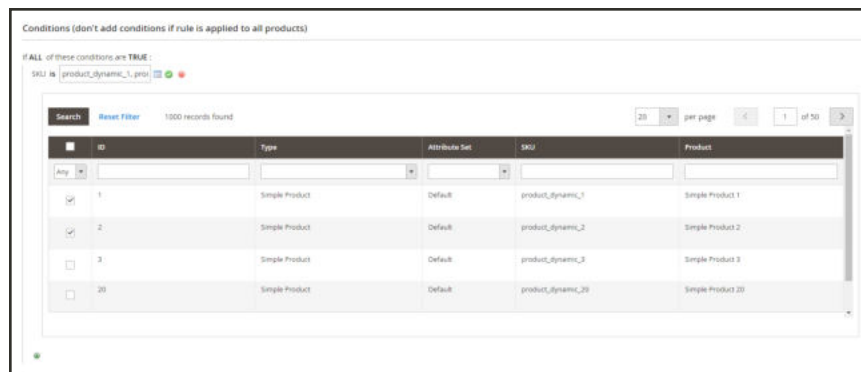 Conditions (don't add conditions if rule is applied to all products)
If ALL of these conditions are TRUE :
SKU is product_dynamic_1, pro
Search Reset Filter 1000 records found 20 per page 1 of 50
ID Type Attribute Set SKU Product
Any
1 Simple Product Default product_dynamic_1 Simple Product 1
2 Simple Product Default product_dynamic_2 Simple Product 2
3 Simple Product Default product_dynamic_3 Simple Product 3
20 Simple Product Default product_dynamic_20 Simple Product 20